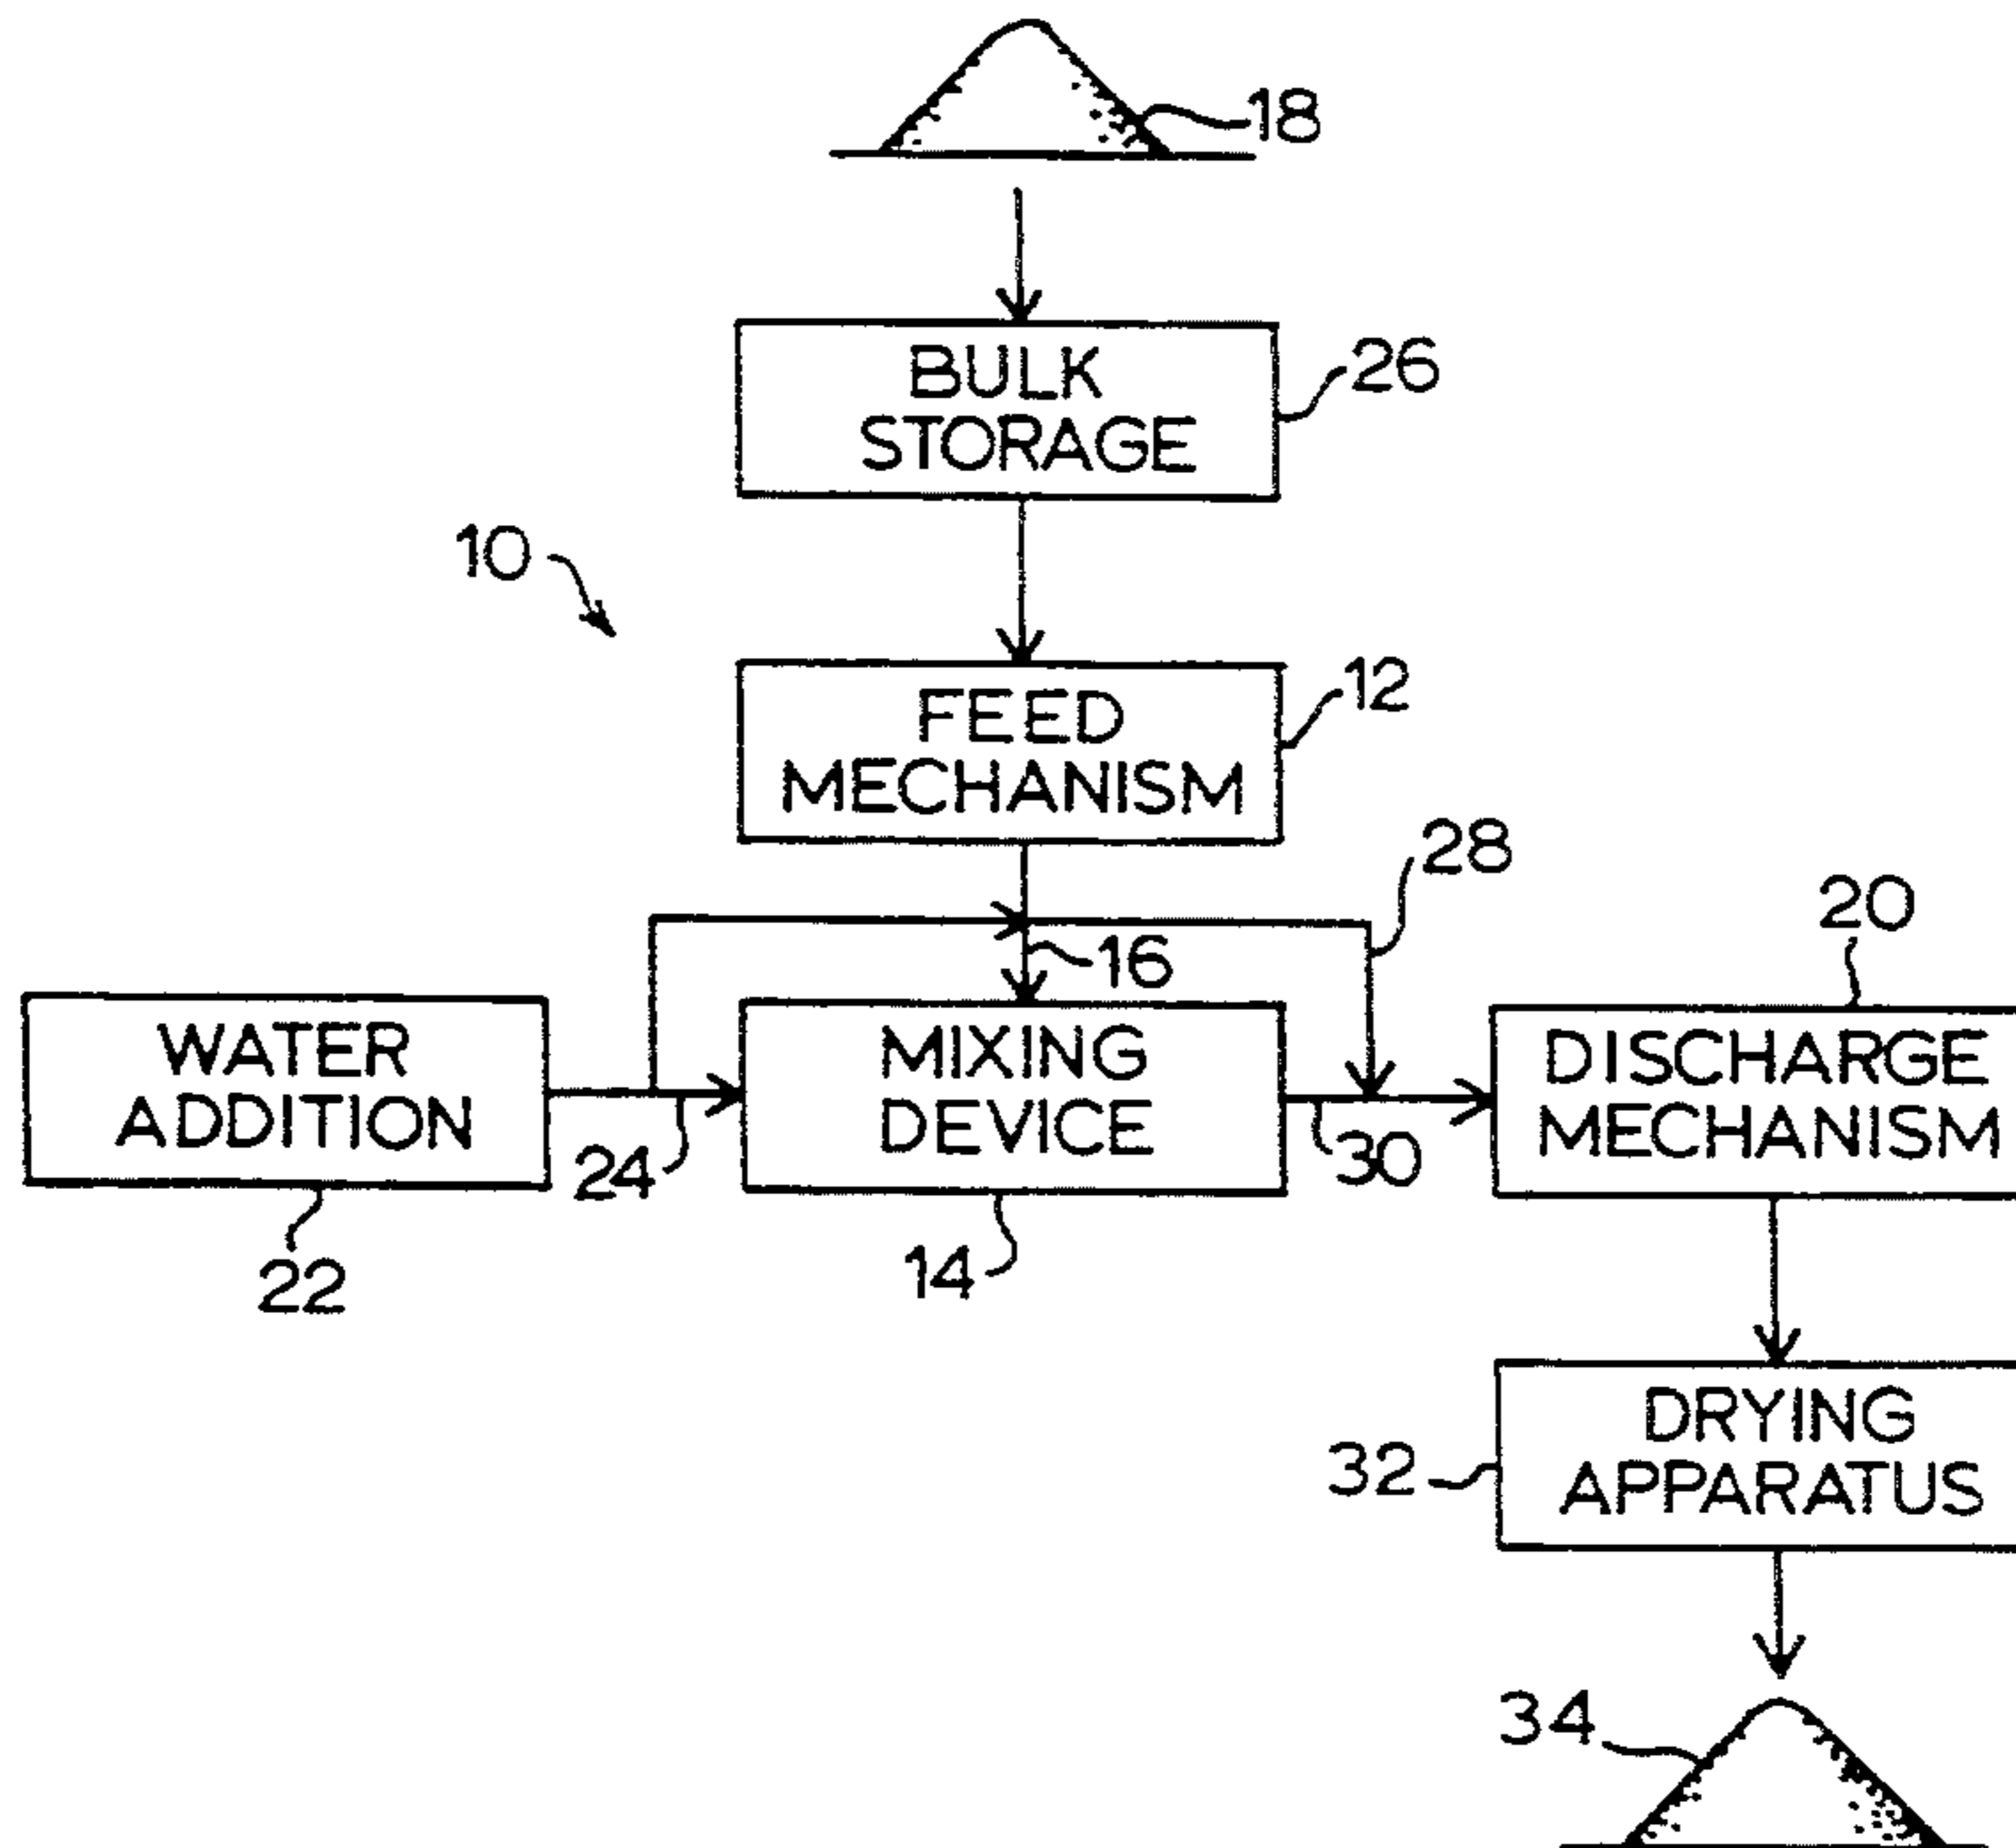 18
BULK
STORAGE
26
10
FEED
MECHANISM
12
28
16
20
WATER
ADDITION
22
24
MIXING
DEVICE
14
30
DISCHARGE
MECHANISM
DRYING
APPARATUS
32
34